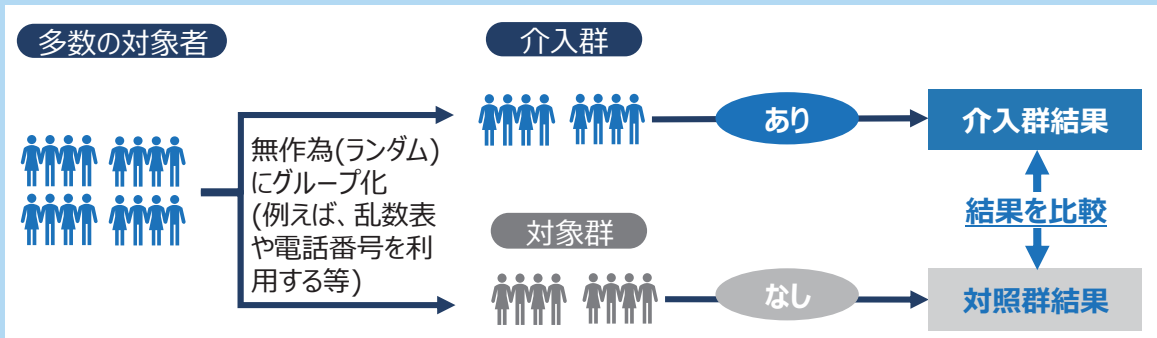 多数の対象者
無作為(ランダム)
にグループ化
(例えば、乱数表
や電話番号を利
用する等)
介入群
あり
介入群結果
結果を比較
対象群
なし
対照群結果